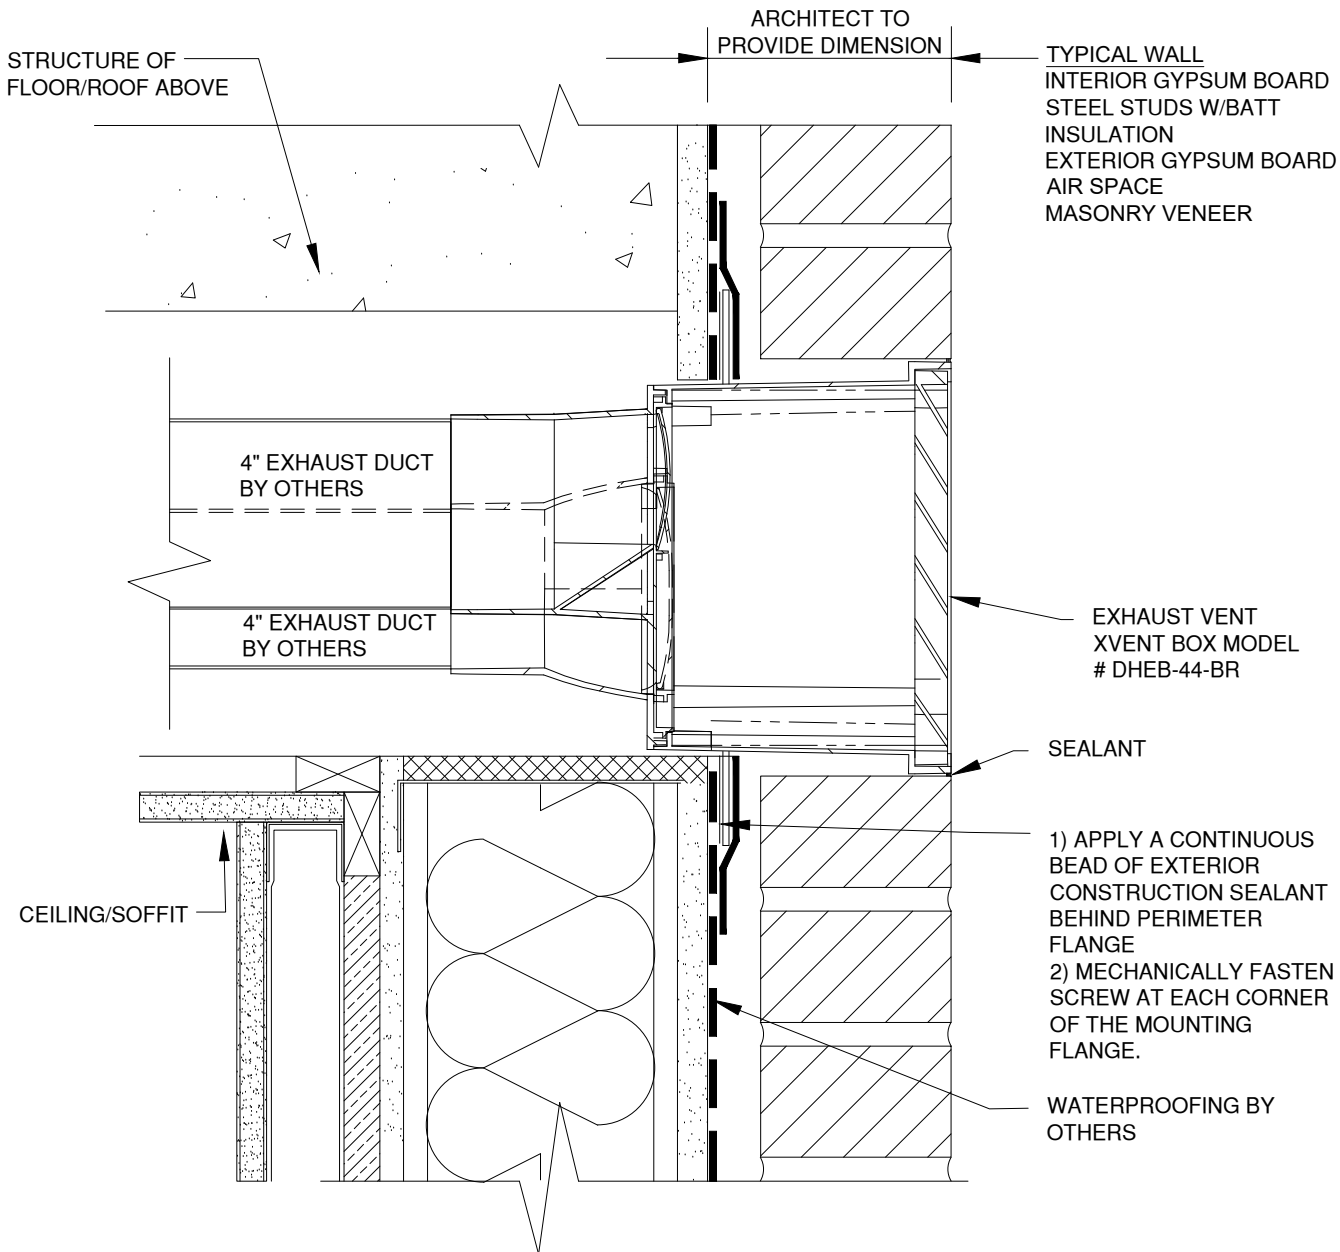 ARCHITECT TO
PROVIDE DIMENSION
STRUCTURE OF
FLOOR/ROOF ABOVE
TYPICAL WALL
INTERIOR GYPSUM BOARD
STEEL STUDS W/BATT
INSULATION
EXTERIOR GYPSUM BOARD
AIR SPACE
MASONRY VENEER
4" EXHAUST DUCT
BY OTHERS
4" EXHAUST DUCT
BY OTHERS
EXHAUST VENT
XVENT BOX MODEL
# DHEB-44-BR
SEALANT
CEILING/SOFFIT
1) APPLY A CONTINUOUS
BEAD OF EXTERIOR
CONSTRUCTION SEALANT
BEHIND PERIMETER
FLANGE
2) MECHANICALLY FASTEN
SCREW AT EACH CORNER
OF THE MOUNTING
FLANGE.
WATERPROOFING BY
OTHERS